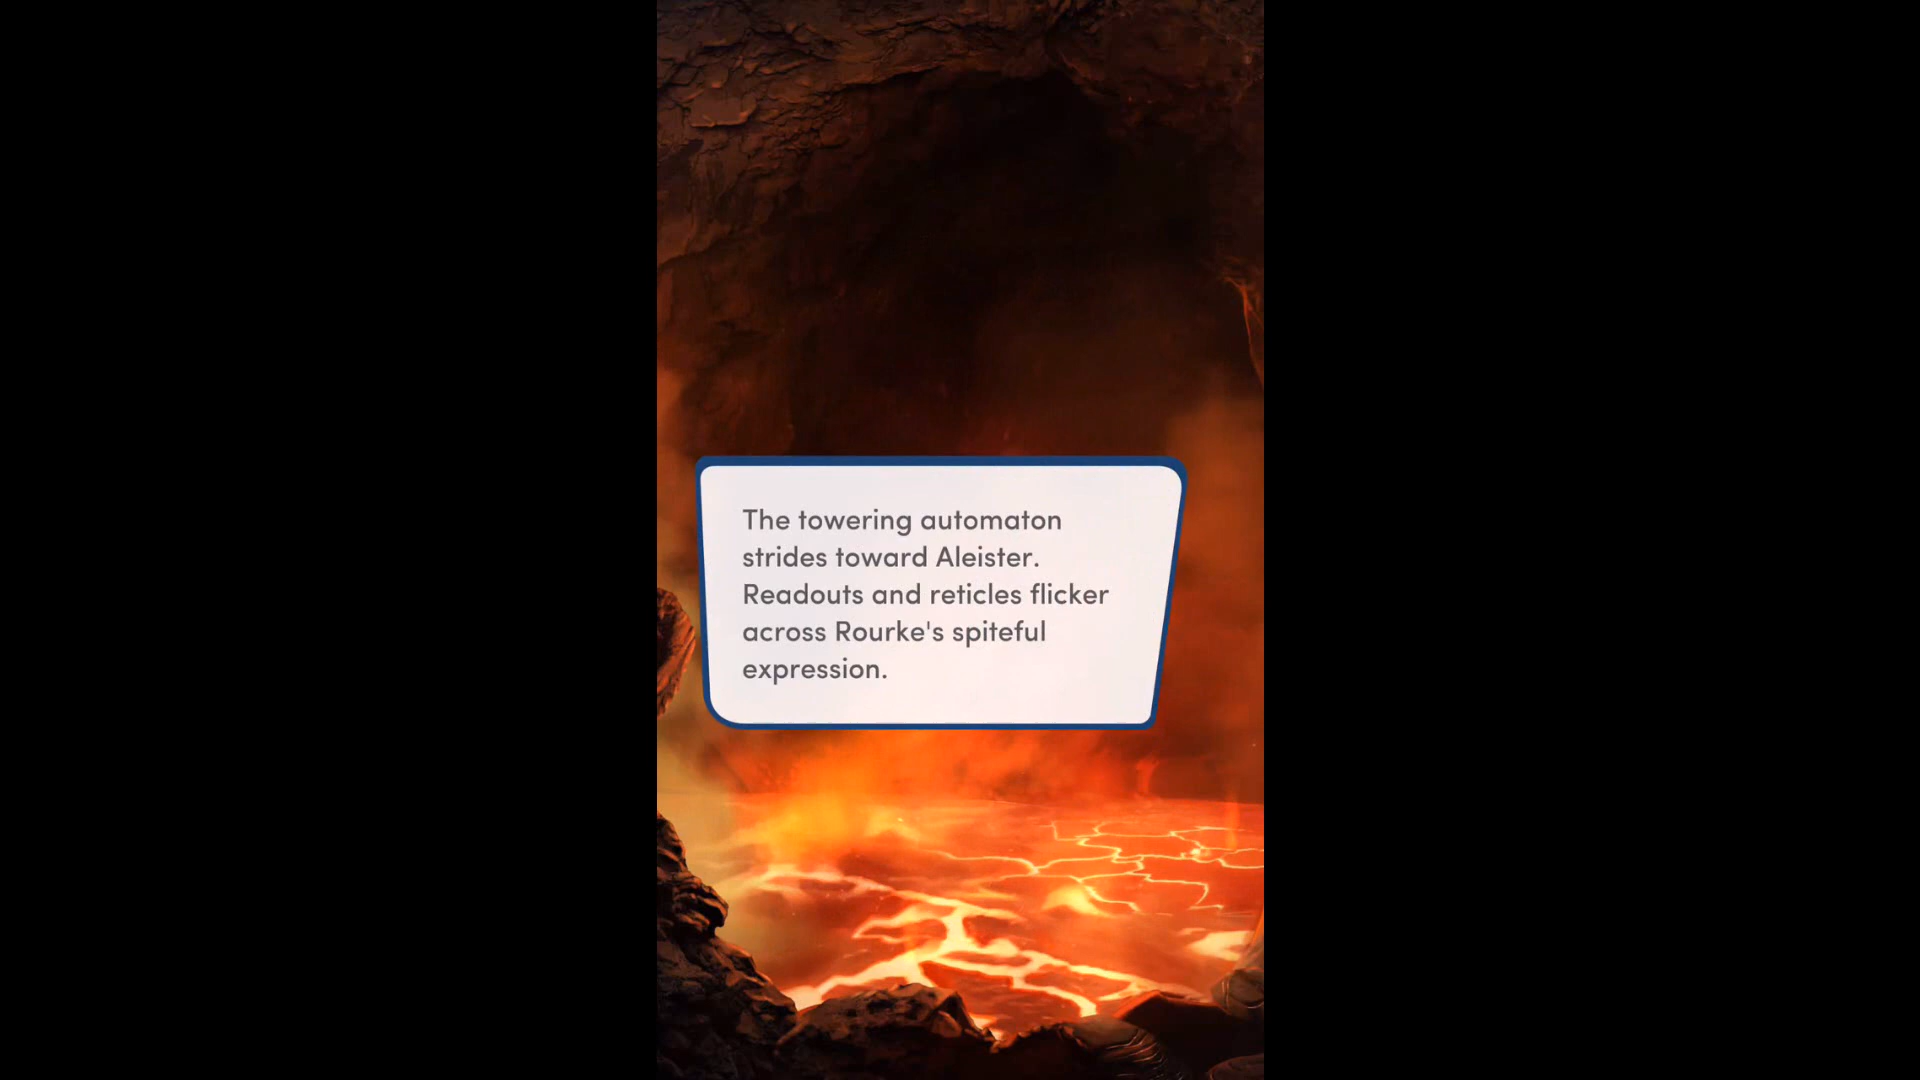 The towering automaton
strides toward Aleister.
Readouts and reticles flicker
across Rourke's spiteful
expression.